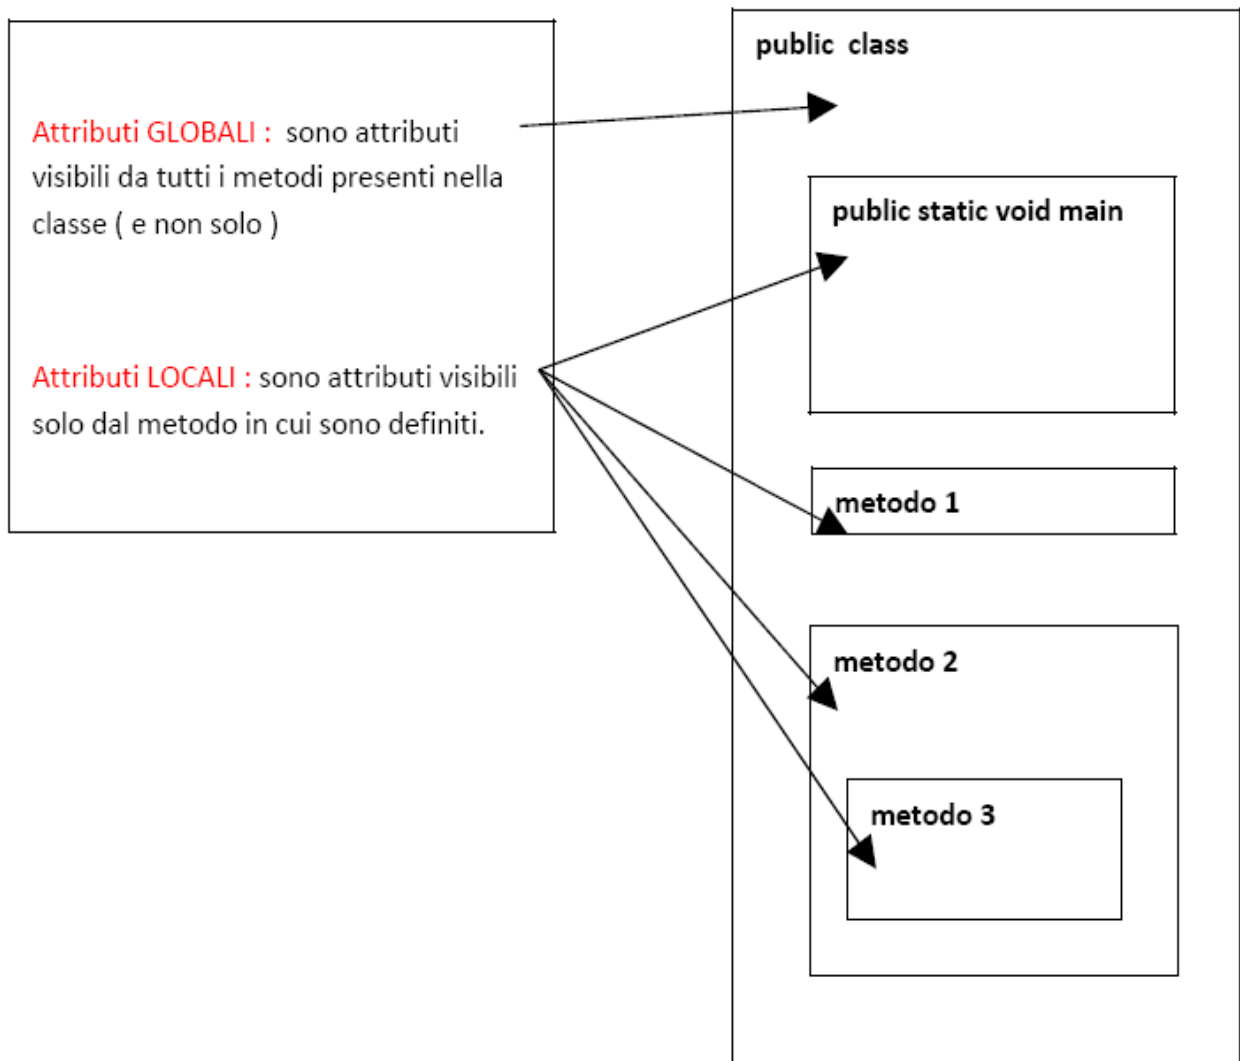 Attributi GLOBALI : sono attributi
visibili da tutti i metodi presenti nella
classe ( e non solo )
Attributi LOCALI : sono attributi visibili
solo dal metodo in cui sono definiti.
public class
public static void main
metodo 1
metodo 2
metodo 3